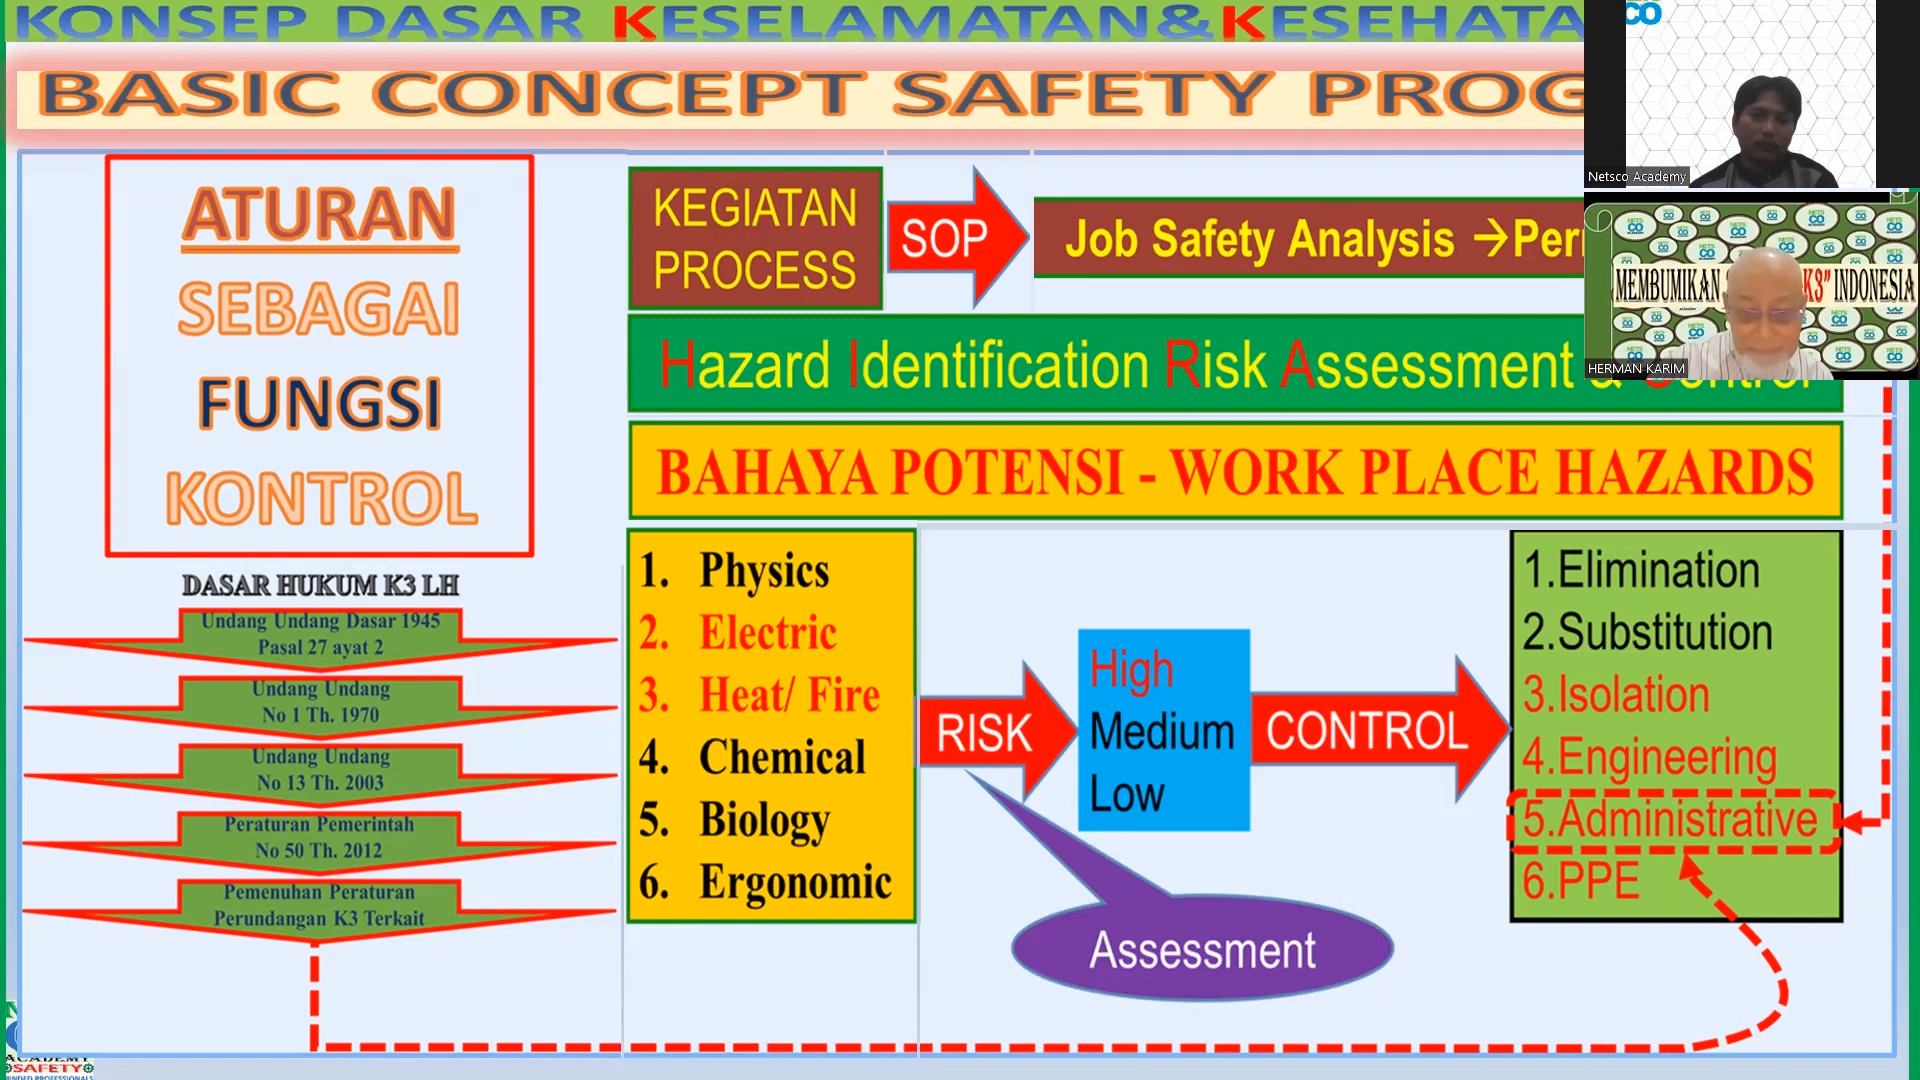 KONSEP DASAR KESELAMATAN&KESEHATA
BASIC CONCEPT SAFETY PROG
ATURAN
SEBAGAI
FUNGSI
KONTROL
DASAR HUKUM K3 LH
Undang Undang Dasar 1945
Pasal 27 ayat 2
Undang Undang
No 1 Th. 1970
Undang Undang
No 13 Th. 2003
Peraturan Pemerintah
No 50 Th. 2012
Pemenuhan Peraturan
Perundangan K3 Terkait
KEGIATAN
PROCESS
SOP
Job Safety Analysis →Per
Hazard Identification Risk Assessment &
BAHAYA POTENSI - WORK PLACE HAZARDS
1. Physics
2. Electric
3. Heat/ Fire
4. Chemical
5. Biology
6. Ergonomic
RISK
High
Medium
Low
CONTROL
Assessment
1.Elimination
2.Substitution
3.Isolation
4.Engineering
5.Administrative
6.PPE
CO
Netsco Academy
MEMBUMIKAN K3" INDONESIA
HERMAN KARIM
ACADEMY
SAFETY